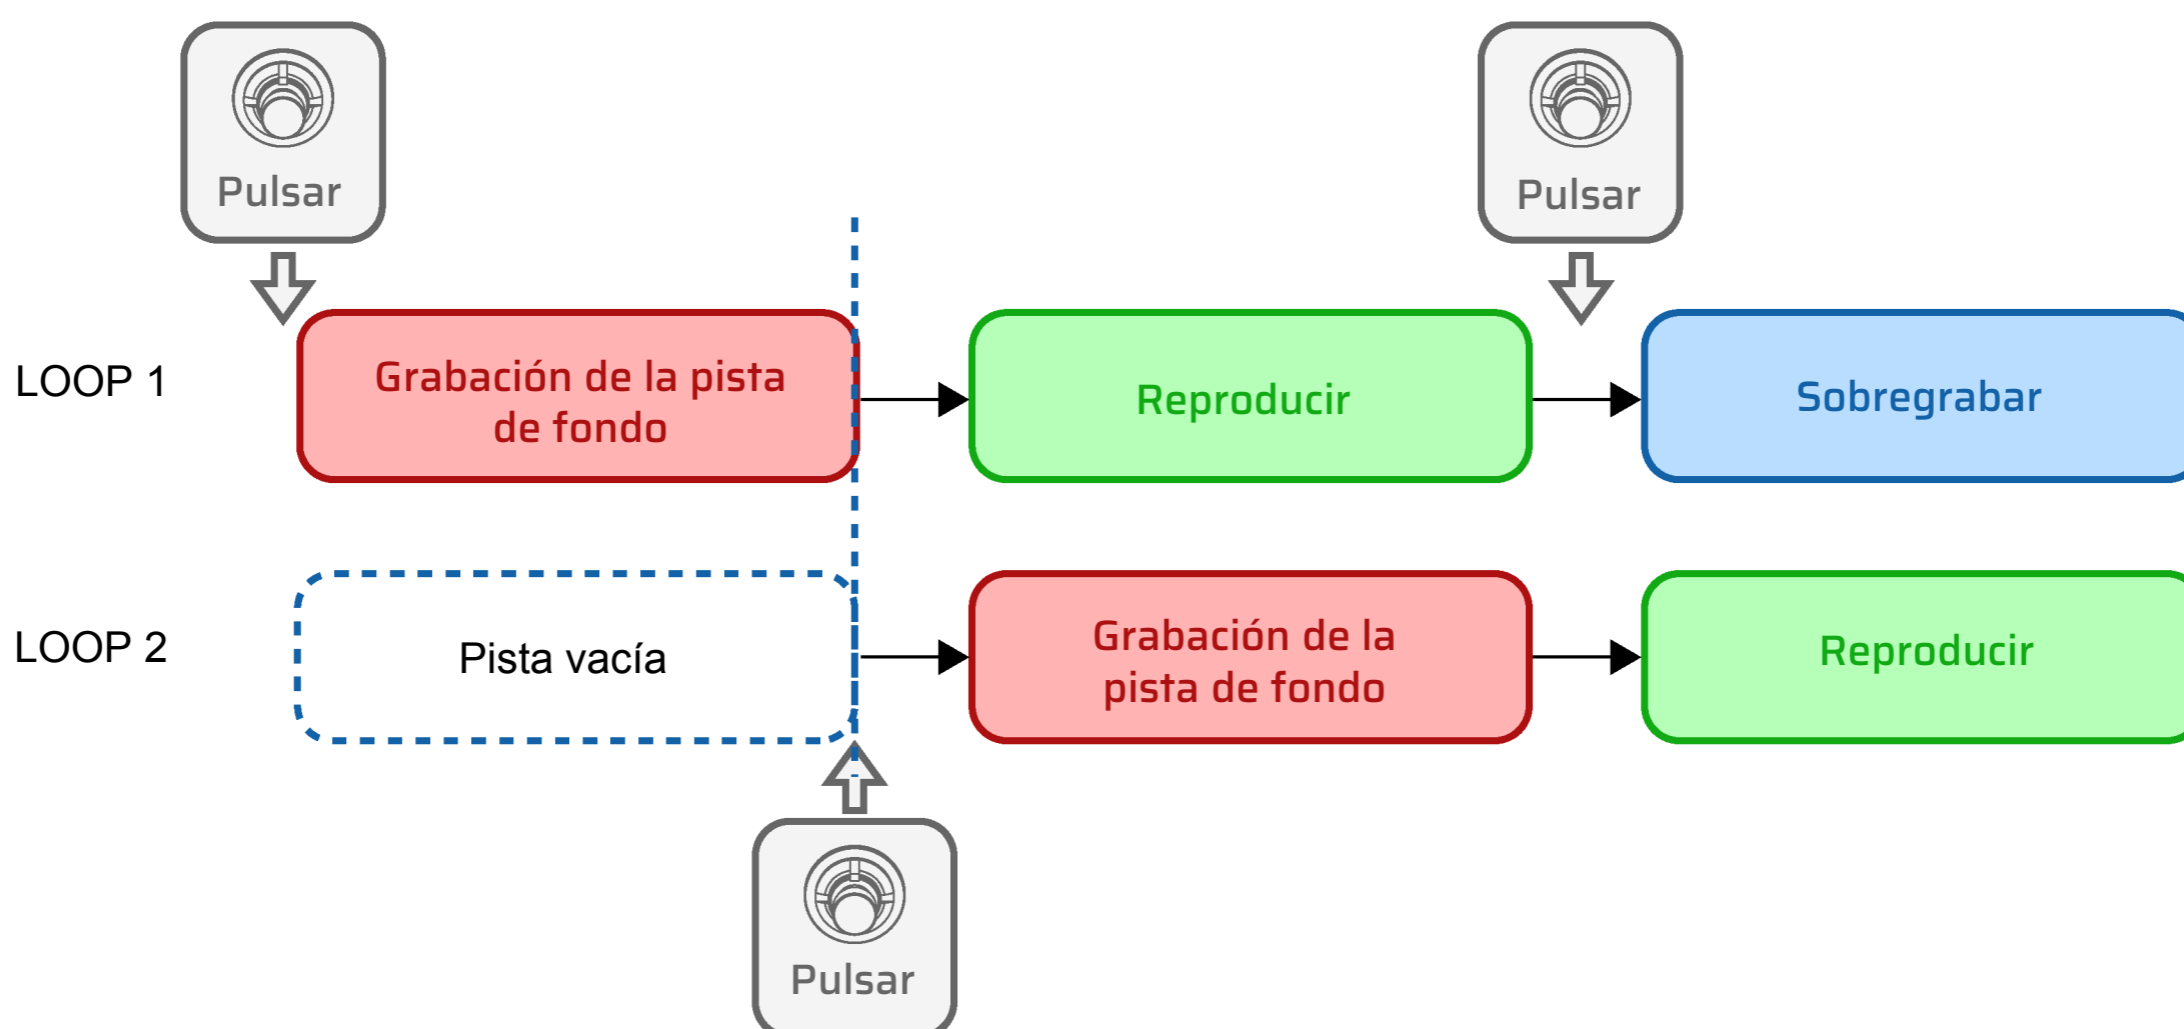 Pulsar
Pulsar
LOOP 1
Grabación de la pista
de fondo
Reproducir
Sobregrabar
LOOP 2
Pista vacía
Grabación de la
pista de fondo
Reproducir
Pulsar